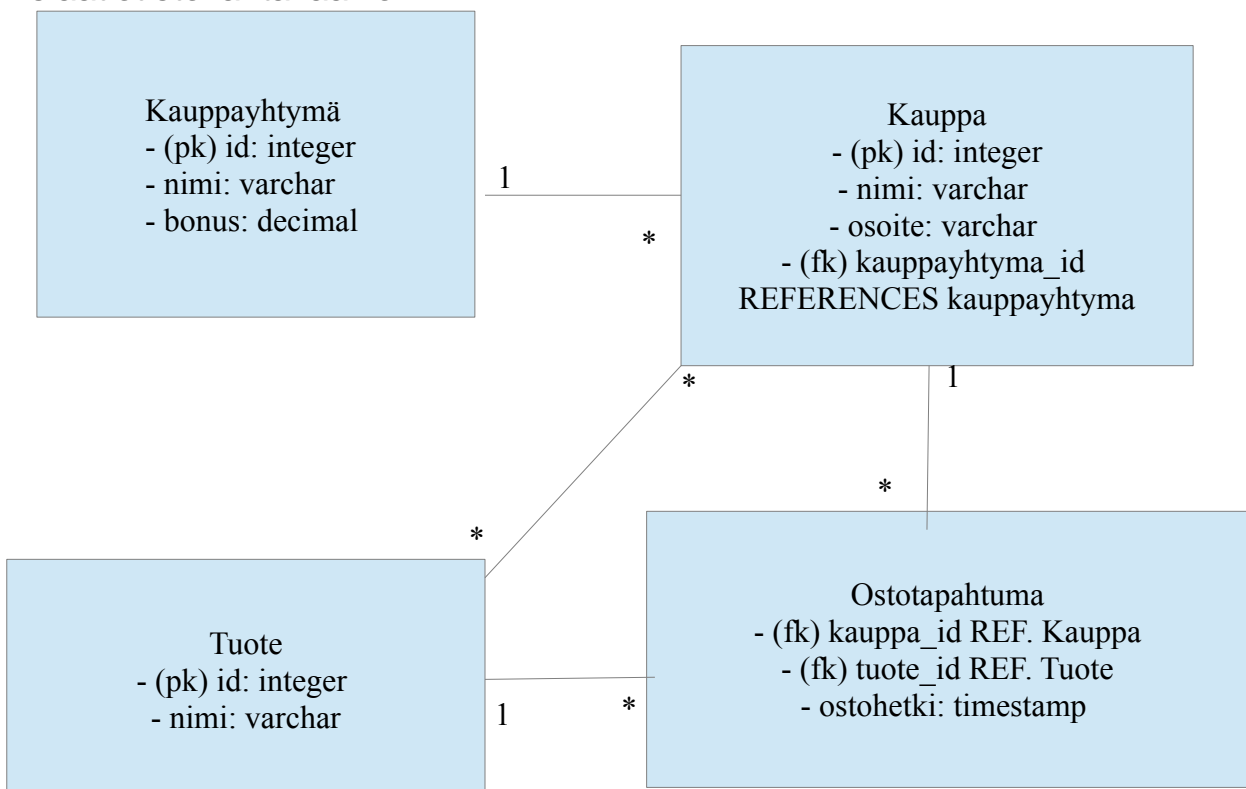 Kauppayhtymä
- (pk) id: integer
- nimi: varchar
- bonus: decimal
1
*
Kauppa
- (pk) id: integer
- nimi: varchar
- osoite: varchar
- (fk) kauppayhtyma_id
REFERENCES kauppayhtyma
*
1
*
*
Tuote
- (pk) id: integer
- nimi: varchar
1
*
Ostotapahtuma
- (fk) kauppa_id REF. Kauppa
- (fk) tuote_id REF. Tuote
- ostohetki: timestamp